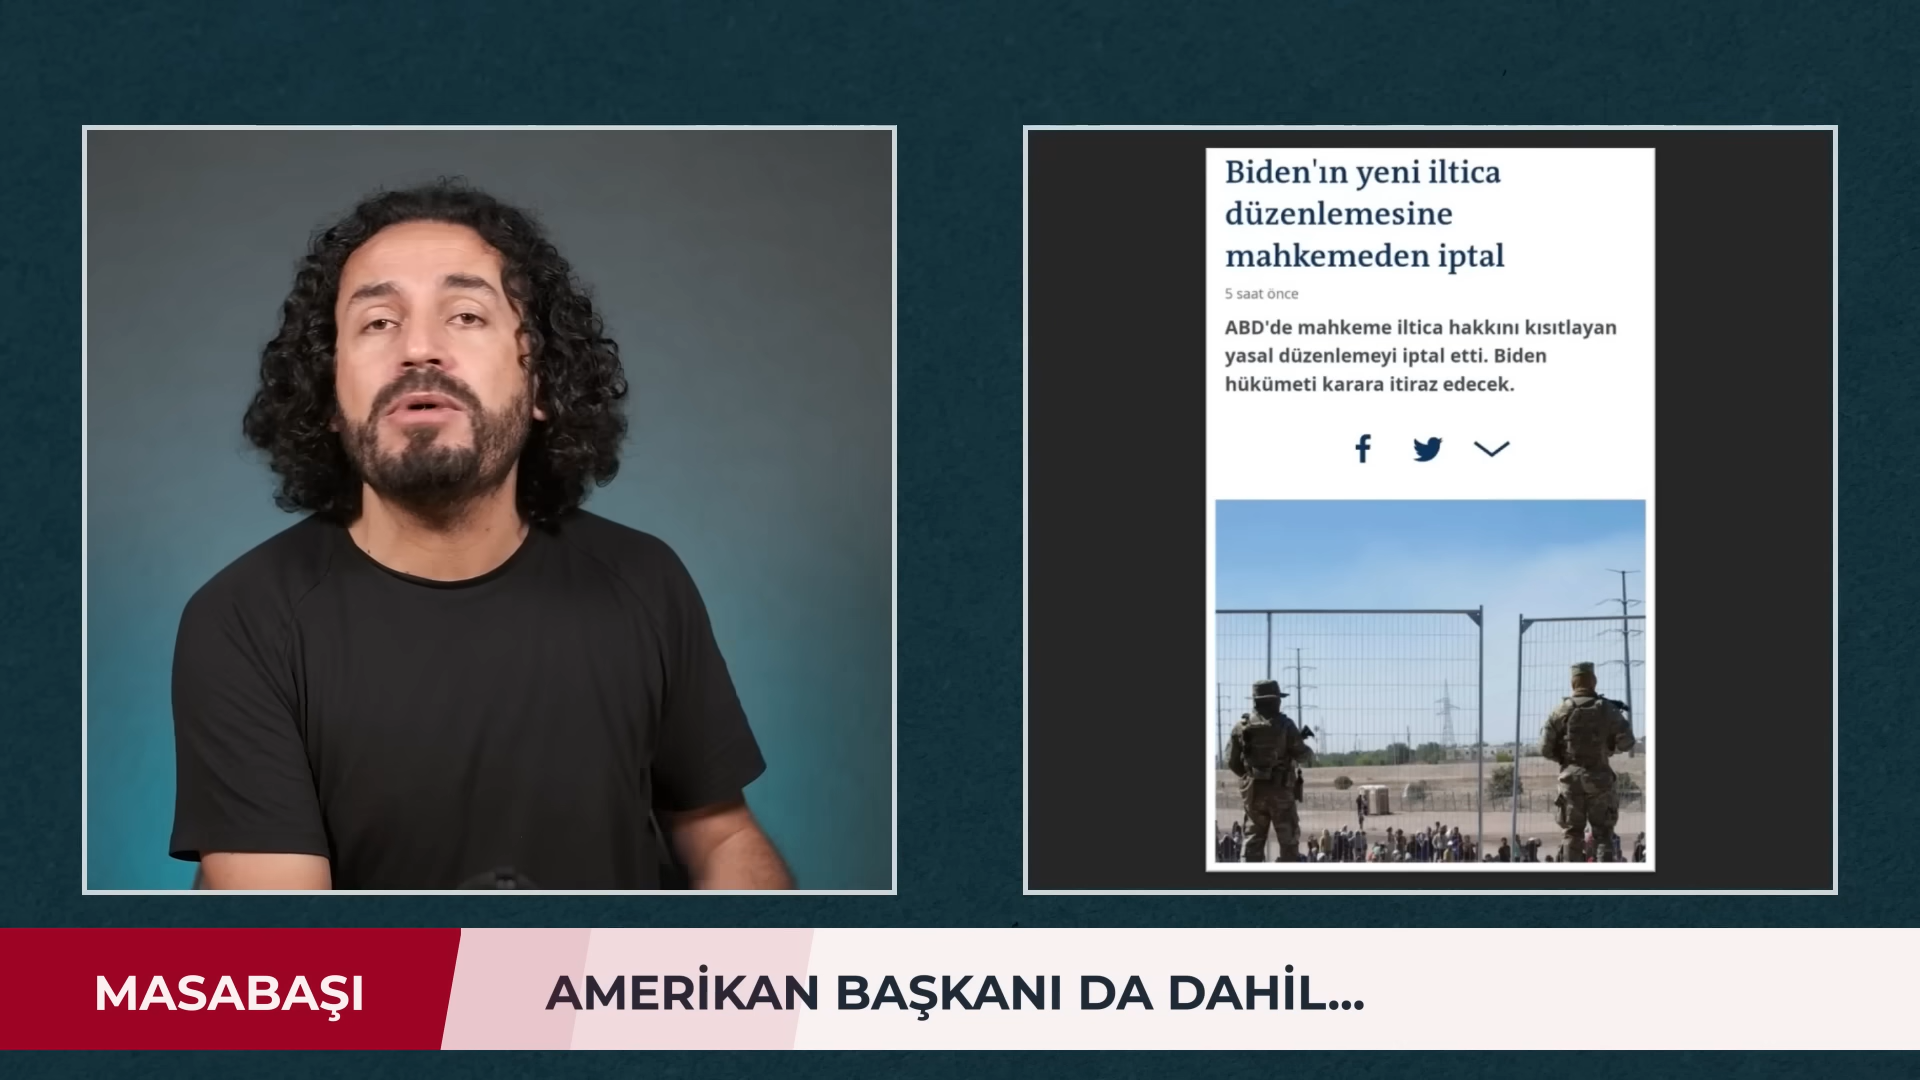 Biden'ın yeni iltica
düzenlemesine
mahkemeden iptal
5 saat önce
ABD'de mahkeme iltica hakkını kısıtlayan
yasal düzenlemeyi iptal etti. Biden
hükümeti karara itiraz edecek.
MASABAŞI
AMERİKAN BAŞKANI DA DAHİL...